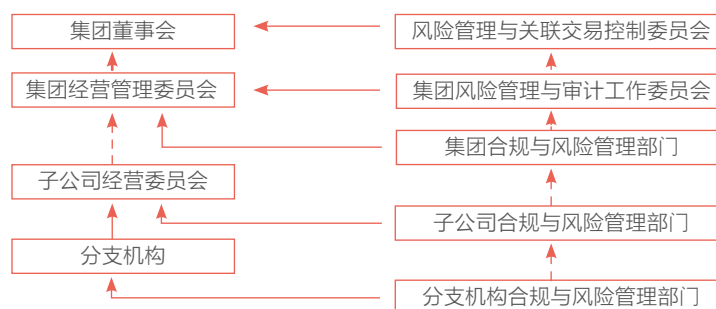 集团董事会
风险管理与关联交易控制委员会
集团经营管理委员会
集团风险管理与审计工作委员会
集团合规与风险管理部门
子公司经营委员会
子公司合规与风险管理部门
分支机构
分支机构合规与风险管理部门